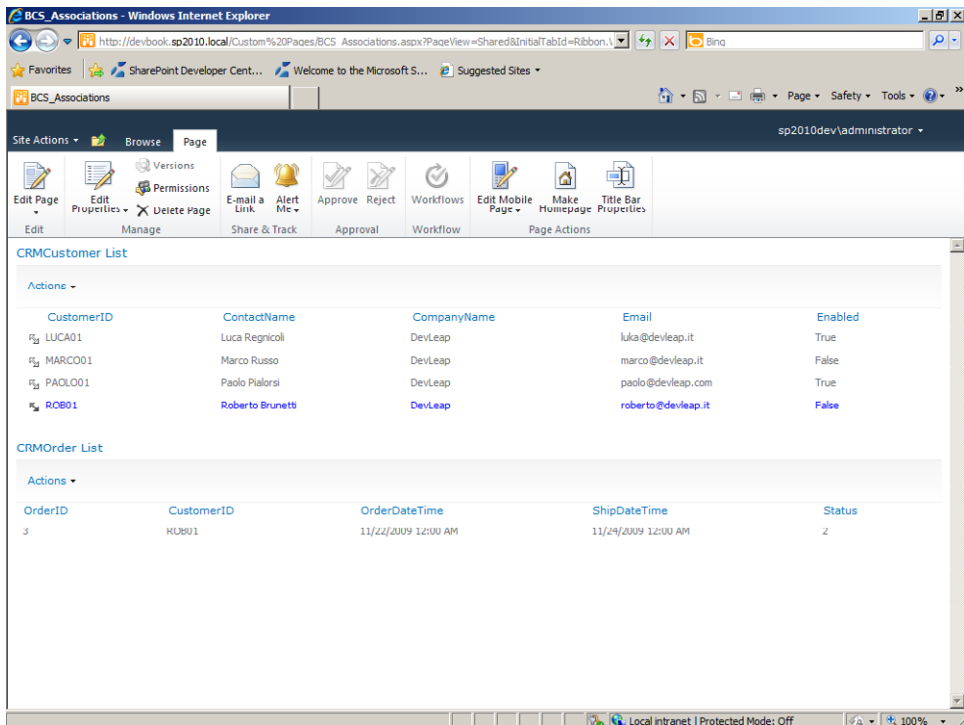 BCS_Associations - Windows Internet Explorer
http://devbook.sp2010.local/Custom%20Pages/BCS_Associations.aspx?PageView=Shared&InitialTabId=Ribbon.\
Bing
Favorites SharePoint Developer Cent... Welcome to the Microsoft S... Suggested Sites
BCS_Associations
Page Safety Tools »
Site Actions Browse Page sp2010dev\administrator
Versions
Permissions
Delete Page
Edit Page Edit Properties E-mail a Link Alert Me Approve Reject Workflows Edit Mobile Page Make Homepage Title Bar Properties
Edit Manage Share & Track Approval Workflow Page Actions
CRMCustomer List
Actions
CustomerID ContactName CompanyName Email Enabled
LUCA01 Luca Regnicoli DevLeap luka@devleap.it True
MARCO01 Marco Russo DevLeap marco@devleap.it False
PAOLO01 Paolo Pialorsi DevLeap paolo@devleap.com True
ROB01 Roberto Brunetti DevLeap roberto@devleap.it False
CRMOrder List
Actions
OrderID CustomerID OrderDateTime ShipDateTime Status
3 ROB01 11/22/2009 12:00 AM 11/24/2009 12:00 AM 2
Local intranet | Protected Mode: Off 100%